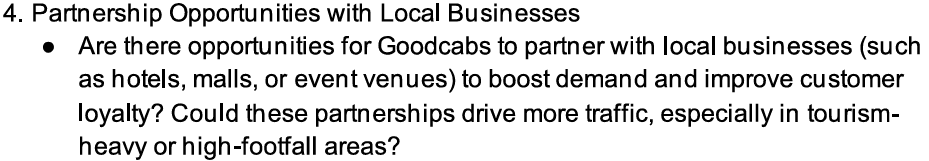 4. Partnership Opportunities with Local Businesses
● Are there opportunities for Goodcabs to partner with local businesses (such
as hotels, malls, or event venues) to boost demand and improve customer
loyalty? Could these partnerships drive more traffic, especially in tourism-
heavy or high-footfall areas?